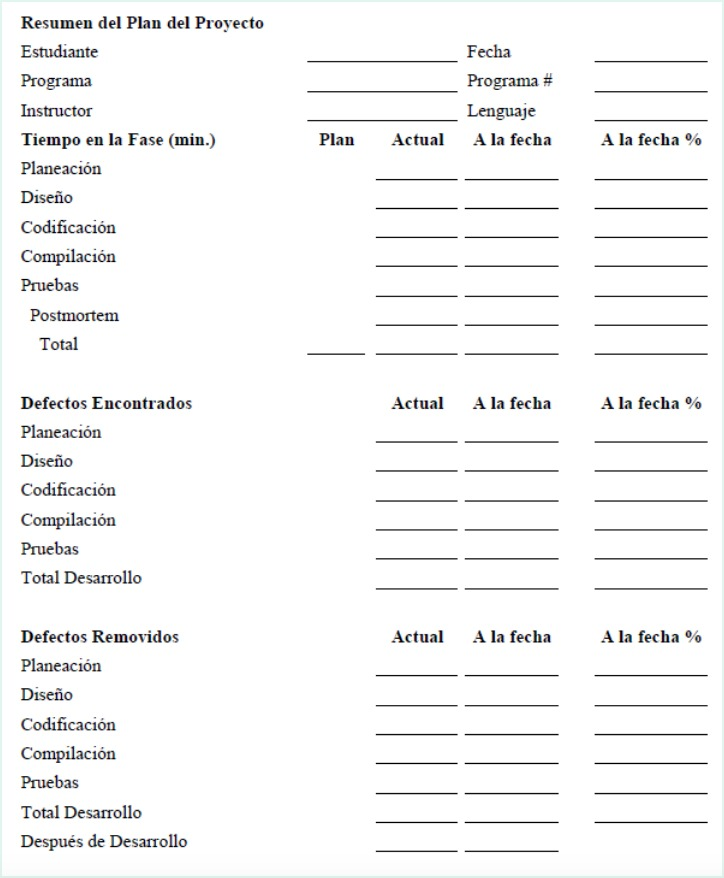 Resumen del Plan del Proyecto
Estudiante Fecha
Programa Programa #
Instructor Lenguaje
Tiempo en la Fase (min.) Plan Actual A la fecha A la fecha %
Planeación
Diseño
Codificación
Compilación
Pruebas
Postmortem
Total
Defectos Encontrados Actual A la fecha A la fecha %
Planeación
Diseño
Codificación
Compilación
Pruebas
Total Desarrollo
Defectos Removidos Actual A la fecha A la fecha %
Planeación
Diseño
Codificación
Compilación
Pruebas
Total Desarrollo
Después de Desarrollo